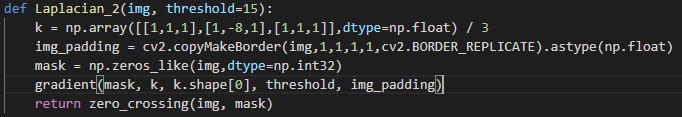 def Laplacian_2(img, threshold=15):
    k = np.array([[1,1,1],[1,-8,1],[1,1,1]],dtype=np.float) / 3
    img_padding = cv2.copyMakeBorder(img,1,1,1,1,cv2.BORDER_REPLICATE).astype(np.float)
    mask = np.zeros_like(img,dtype=np.int32)
    gradient(mask, k, k.shape[0], threshold, img_padding)
    return zero_crossing(img, mask)